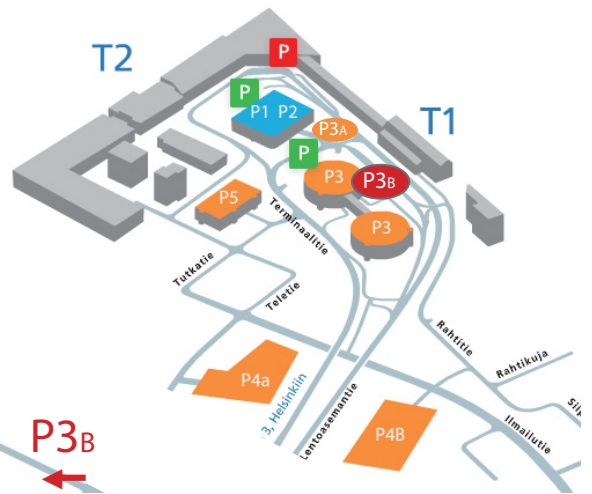 T2
P
P
P1 P2
P3A
T1
P
P3
P3B
P5
P3
Terminaalitie
Tutkatie
Teletie
Rahtitie
Rahtikuja
P4a
3, Helsinkiin
Lentoasemantie
P4B
Ilmailutie
P3B